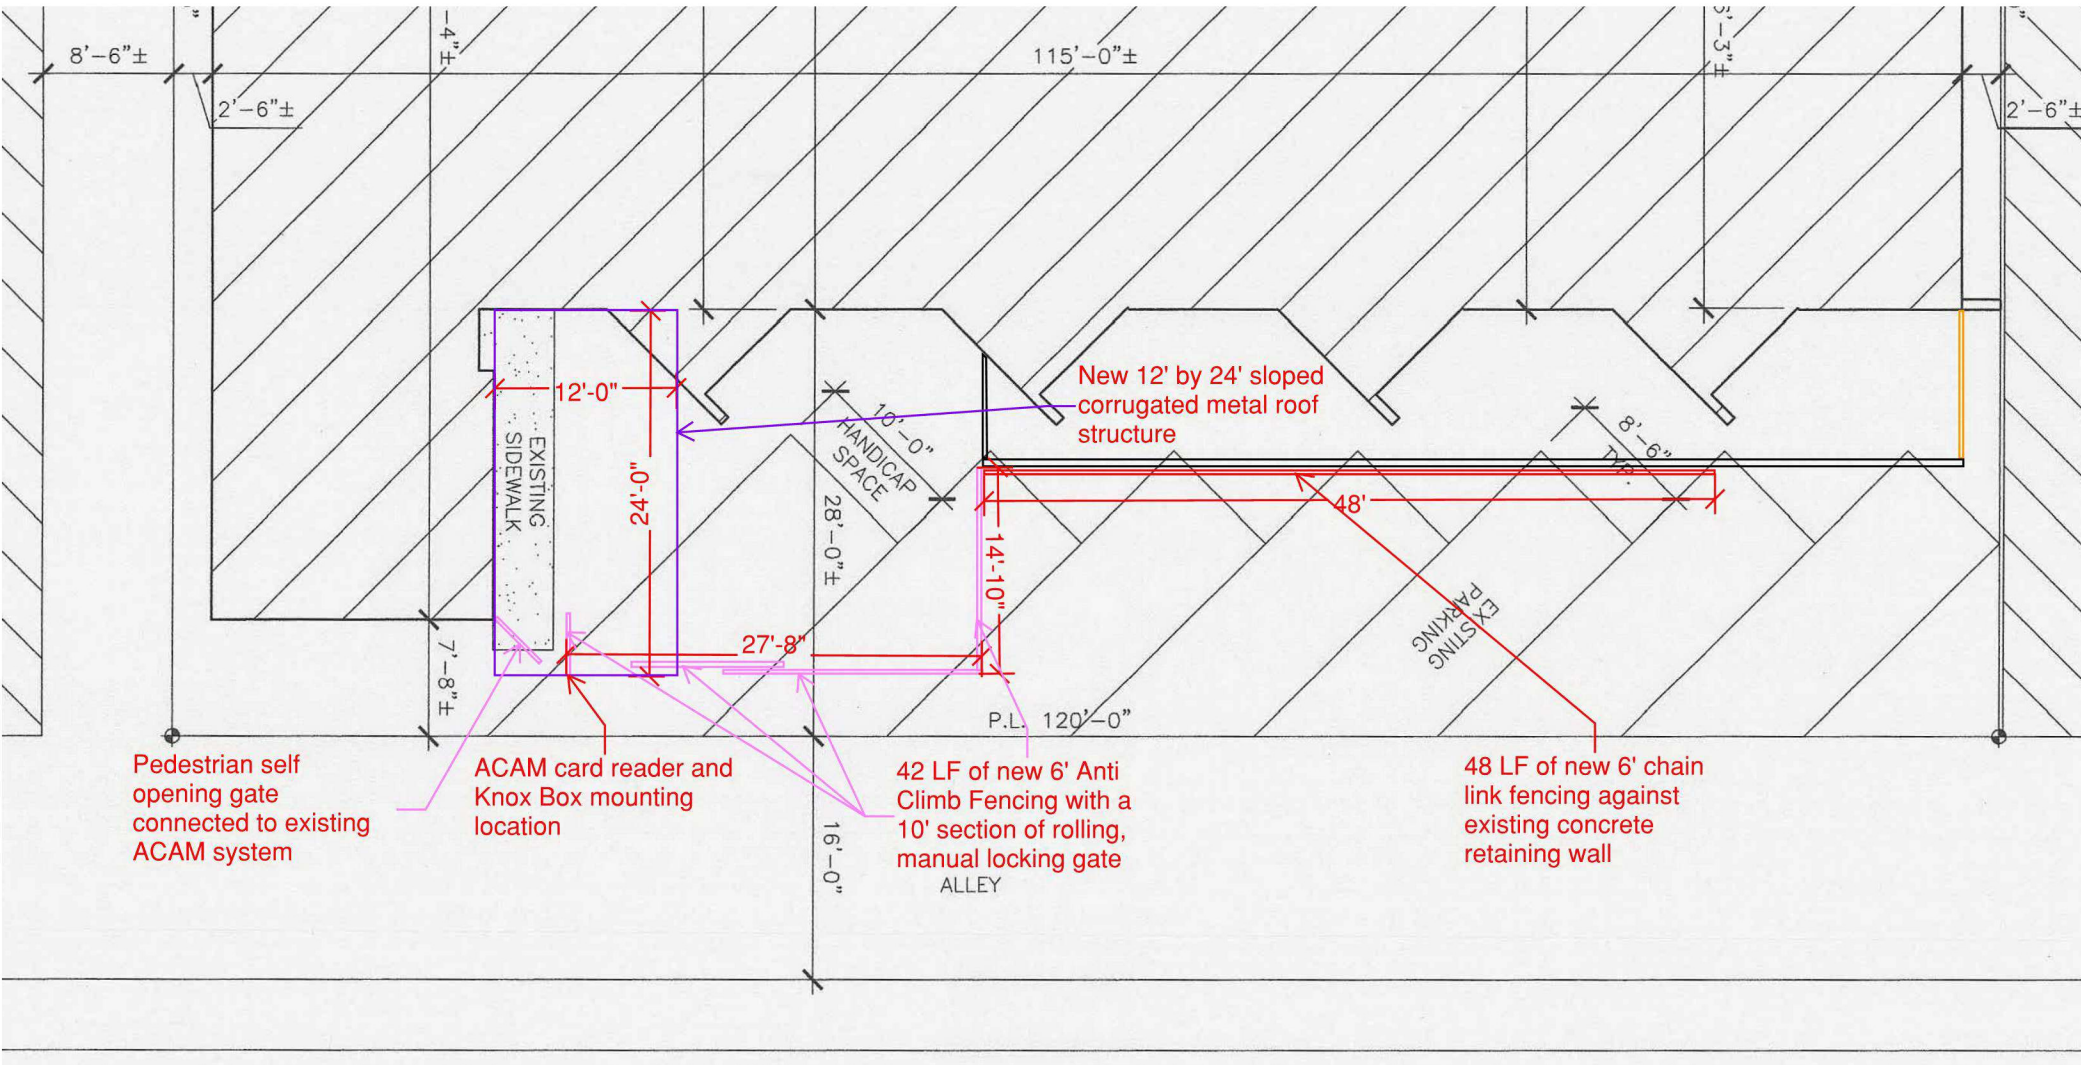 8'-6"±
2'-6"±
-4"±
115'-0"±
-3"±
2'-6"±
12'-0"
24'-0"
EXISTING
SIDEWALK
New 12' by 24' sloped
corrugated metal roof
structure
10'-0"
HANDICAP
SPACE
28'-0"±
8'-6"
TYP.
48'
14'-10"
27'-8"
EXISTING
PARKING
7'-8"±
P.L. 120'-0"
Pedestrian self
opening gate
connected to existing
ACAM system
ACAM card reader and
Knox Box mounting
location
42 LF of new 6' Anti
Climb Fencing with a
10' section of rolling,
manual locking gate
48 LF of new 6' chain
link fencing against
existing concrete
retaining wall
16'-0"
ALLEY